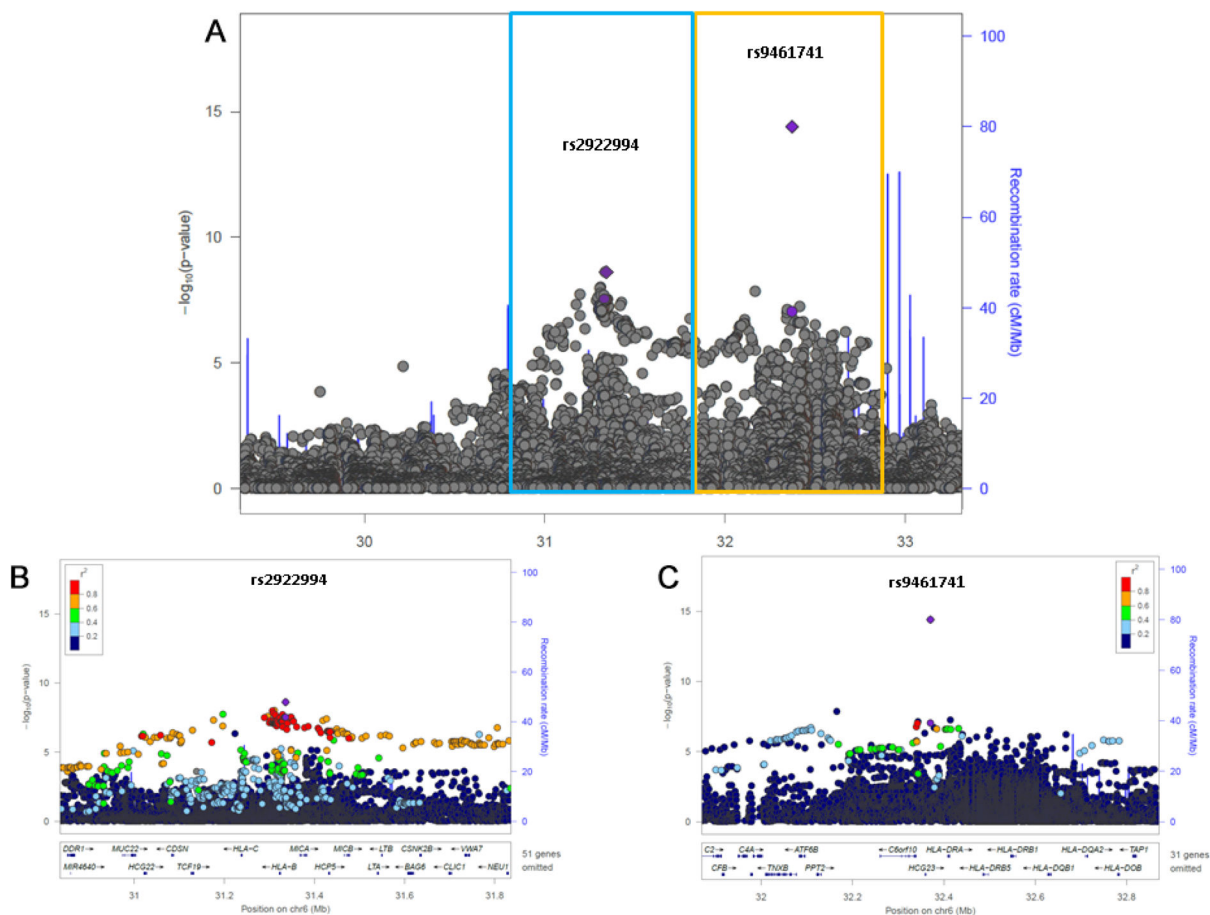 A
rs9461741
rs2922994
−log10(p−value)
15
10
5
0
100
80
60
40
20
0
Recombination rate (cM/Mb)
30
31
32
33
B
rs2922994
r2
0.8
0.6
0.4
0.2
−log10(p−value)
15
10
5
0
100
80
60
40
20
0
Recombination rate (cM/Mb)
DDR1→ MUC22→ ←CDSN ←HLA−C MICA→ MICB→ ←LTB CSNK2B→ ←VWA7
MIR4640→ HCG22→ ←TCF19→ ←HLA−B HCP5→ LTA→ ←BAG6 ←CLIC1 ←NEU1
51 genes
omitted
31
31.2
31.4
31.6
31.8
Position on chr6 (Mb)
C
rs9461741
r2
0.8
0.6
0.4
0.2
−log10(p−value)
15
10
5
0
100
80
60
40
20
0
Recombination rate (cM/Mb)
C2→ C4A→ ←ATF6B ←C6orf10 HLA−DRA→ ←HLA−DRB1 HLA−DQA2→ ←TAP1
CFB→ ←TNXB PPT2→ HCG23→ ←HLA−DRB5 ←HLA−DQB1 ←HLA−DOB
31 genes
omitted
32
32.2
32.4
32.6
32.8
Position on chr6 (Mb)